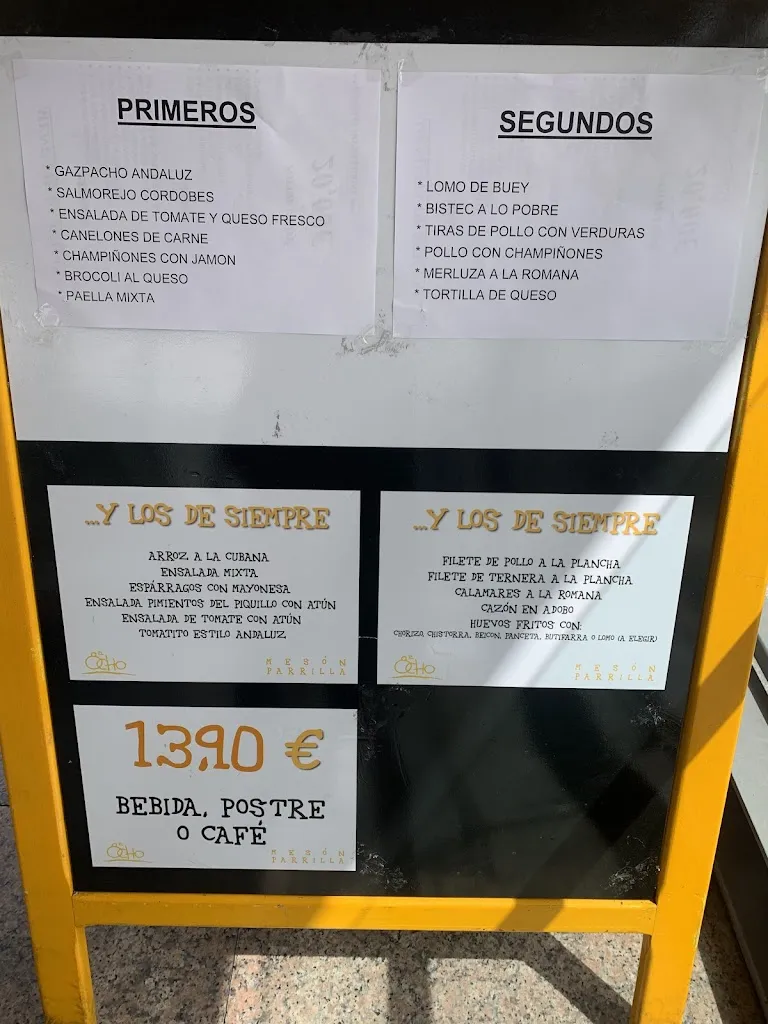 PRIMEROS
* GAZPACHO ANDALUZ
* SALMOREJO CORDOBES
* ENSALADA DE TOMATE Y QUESO FRESCO
* CANELONES DE CARNE
* CHAMPIÑONES CON JAMON
* BROCOLI AL QUESO
* PAELLA MIXTA
SEGUNDOS
* LOMO DE BUEY
* BISTEC A LO POBRE
* TIRAS DE POLLO CON VERDURAS
* POLLO CON CHAMPIÑONES
* MERLUZA A LA ROMANA
* TORTILLA DE QUESO
...Y LOS DE SIEMPRE
ARROZ A LA CUBANA
ENSALADA MIXTA
ESPÁRRAGOS CON MAYONESA
ENSALADA PIMIENTOS DEL PIQUILLO CON ATÚN
ENSALADA DE TOMATE CON ATÚN
TOMATITO ESTILO ANDALUZ
OCHO
MESÓN
PARRILLA
...Y LOS DE SIEMPRE
FILETE DE POLLO A LA PLANCHA
FILETE DE TERNERA A LA PLANCHA
CALAMARES A LA ROMANA
CAZÓN EN ADOBO
HUEVOS FRITOS CON:
CHORIZO, CHISTORRA, BEICON, PANCETA, BUTIFARRA O LOMO (A ELEGIR)
OCHO
MESÓN
PARRILLA
13,90 €
BEBIDA, POSTRE
O CAFÉ
OCHO
MESÓN
PARRILLA